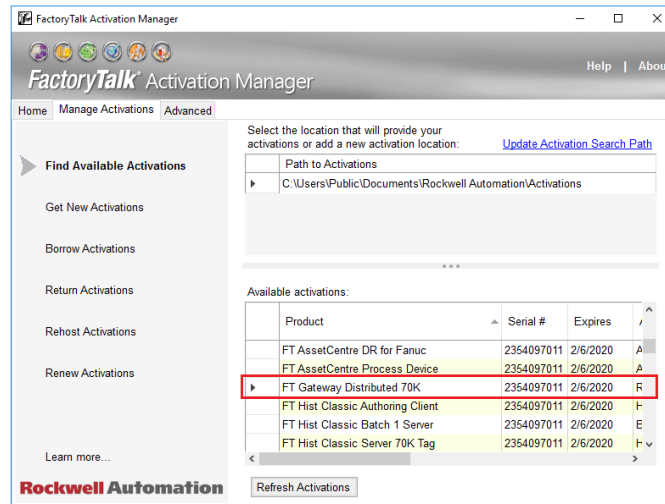 FactoryTalk Activation Manager
FactoryTalk Activation Manager
Help | Abou
Home Manage Activations Advanced
Find Available Activations
Get New Activations
Borrow Activations
Return Activations
Rehost Activations
Renew Activations
Learn more...
Rockwell Automation
Select the location that will provide your
activations or add a new activation location:
Update Activation Search Path
Path to Activations
C:\Users\Public\Documents\Rockwell Automation\Activations
Available activations:
Product Serial # Expires
FT AssetCentre DR for Fanuc 2354097011 2/6/2020 A
FT AssetCentre Process Device 2354097011 2/6/2020 A
FT Gateway Distributed 70K 2354097011 2/6/2020 R
FT Hist Classic Authoring Client 2354097011 2/6/2020 H
FT Hist Classic Batch 1 Server 2354097011 2/6/2020 E
FT Hist Classic Server 70K Tag 2354097011 2/6/2020 H
Refresh Activations